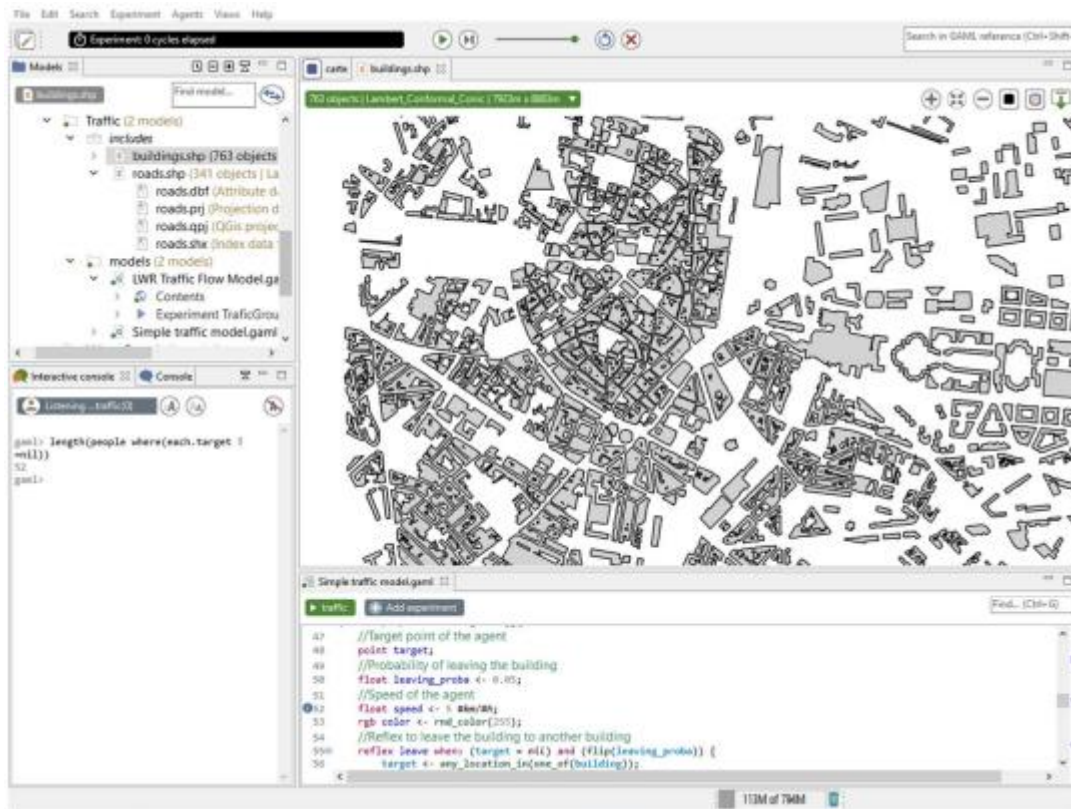 File Edit Search Experiment Agents Views Help
Experiment: 0 cycles elapsed
Search in GAML reference (Ctrl+Shift+
Models
buildings.shp
Find model...
Traffic (2 models)
includes
buildings.shp (763 objects
roads.shp (341 objects | La
roads.dbf (Attribute d
roads.prj (Projection d
roads.qpj (QGis projec
roads.shx (Index data
models (2 models)
LWR Traffic Flow Model.ga
Contents
Experiment TraficGrou
Simple traffic model.gaml
carte
buildings.shp
763 objects | Lambert_Conformal_Conic |
Interactive console
Console
Listening...
gaml> length(people where(each.target !
=nil))
52
gaml>
Simple traffic model.gaml
traffic
Add experiment
Find... (Ctrl+G)
47 //Target point of the agent
48 point target;
49 //Probability of leaving the building
50 float leaving_proba <- 0.05;
51 //Speed of the agent
52 float speed <- 5 #km/#h;
53 rgb color <- rnd_color(255);
54 //Reflex to leave the building to another building
55 reflex leave when: (target = nil) and (flip(leaving_proba)) {
56 target <- any_location_in(one_of(building));
113M of 794M